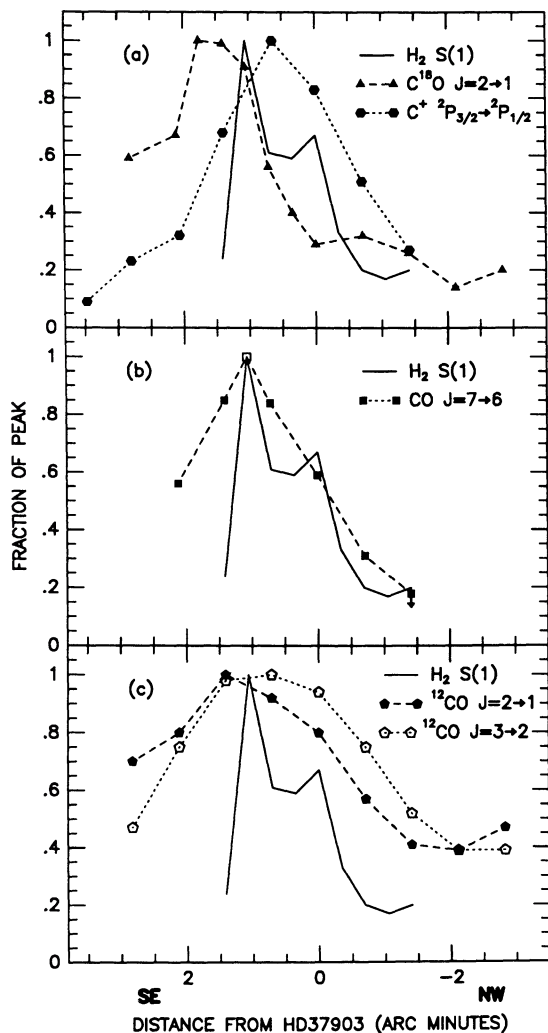 1
.8
.6
.4
.2
0
(a)
H₂ S(1)
C¹⁸O J=2→1
C⁺ ²P₃/₂→²P₁/₂
1
.8
.6
.4
.2
0
(b)
H₂ S(1)
CO J=7→6
FRACTION OF PEAK
1
.8
.6
.4
.2
0
(c)
H₂ S(1)
¹²CO J=2→1
¹²CO J=3→2
2
0
−2
SE
NW
DISTANCE FROM HD37903 (ARC MINUTES)